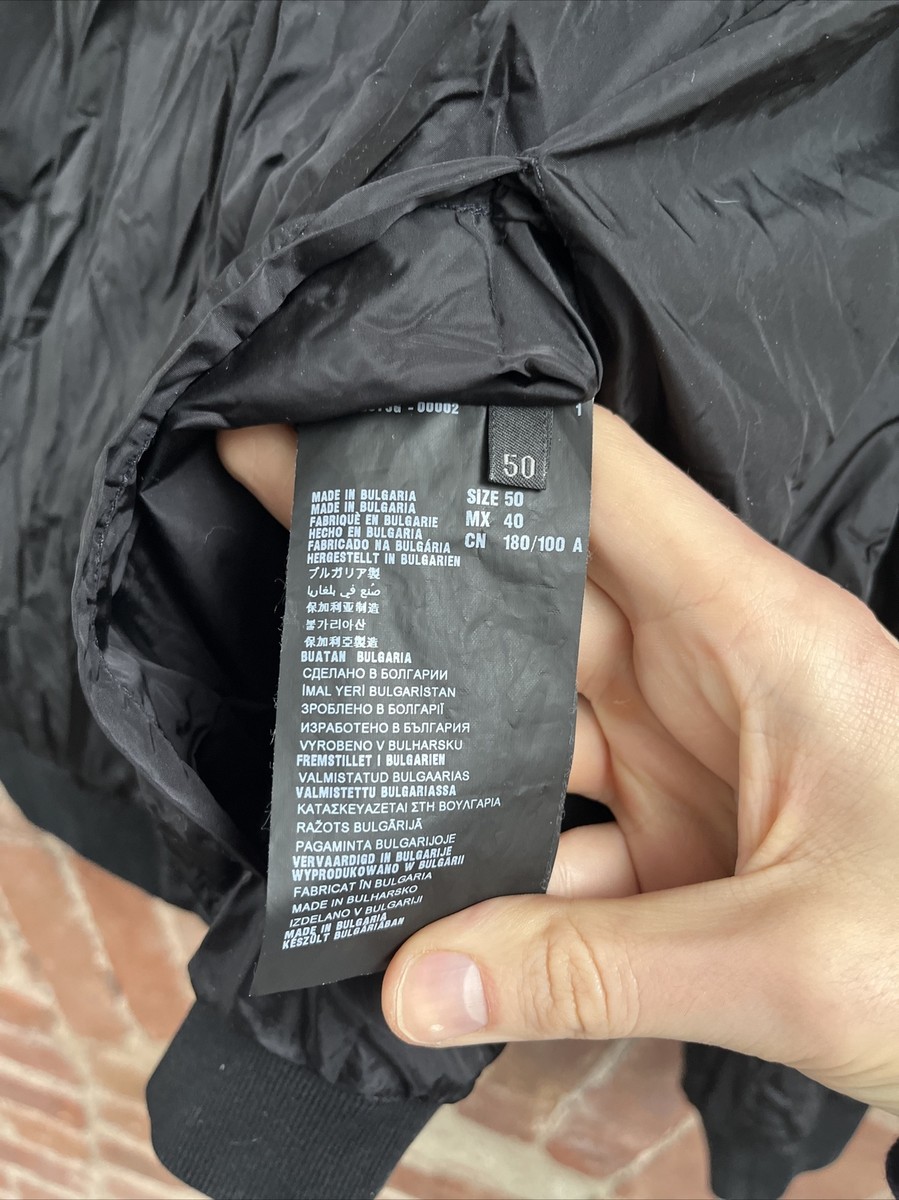 -00002
1
50
MADE IN BULGARIA
MADE IN BULGARIA
FABRIQUÉ EN BULGARIE
HECHO EN BULGARIA
FABRICADO NA BULGÁRIA
HERGESTELLT IN BULGARIEN
ブルガリア製
صنع في بلغاريا
保加利亚制造
불가리아산
保加利亞製造
BUATAN BULGARIA
СДЕЛАНО В БОЛГАРИИ
İMAL YERİ BULGARİSTAN
ЗРОБЛЕНО В БОЛГАРІЇ
ИЗРАБОТЕНО В БЪЛГАРИЯ
VYROBENO V BULHARSKU
FREMSTILLET I BULGARIEN
VALMISTATUD BULGAARIAS
VALMISTETTU BULGARIASSA
ΚΑΤΑΣΚΕΥΑΖΕΤΑΙ ΣΤΗ ΒΟΥΛΓΑΡΙΑ
RAŽOTS BULGĀRIJĀ
PAGAMINTA BULGARIJOJE
VERVAARDIGD IN BULGARIJE
WYPRODUKOWANO W BUŁGARII
FABRICAT ÎN BULGARIA
MADE IN BULHARSKO
IZDELANO V BULGARIJI
MADE IN BULGARIA
KÉSZÜLT BULGÁRIÁBAN
SIZE 50
MX 40
CN 180/100 A